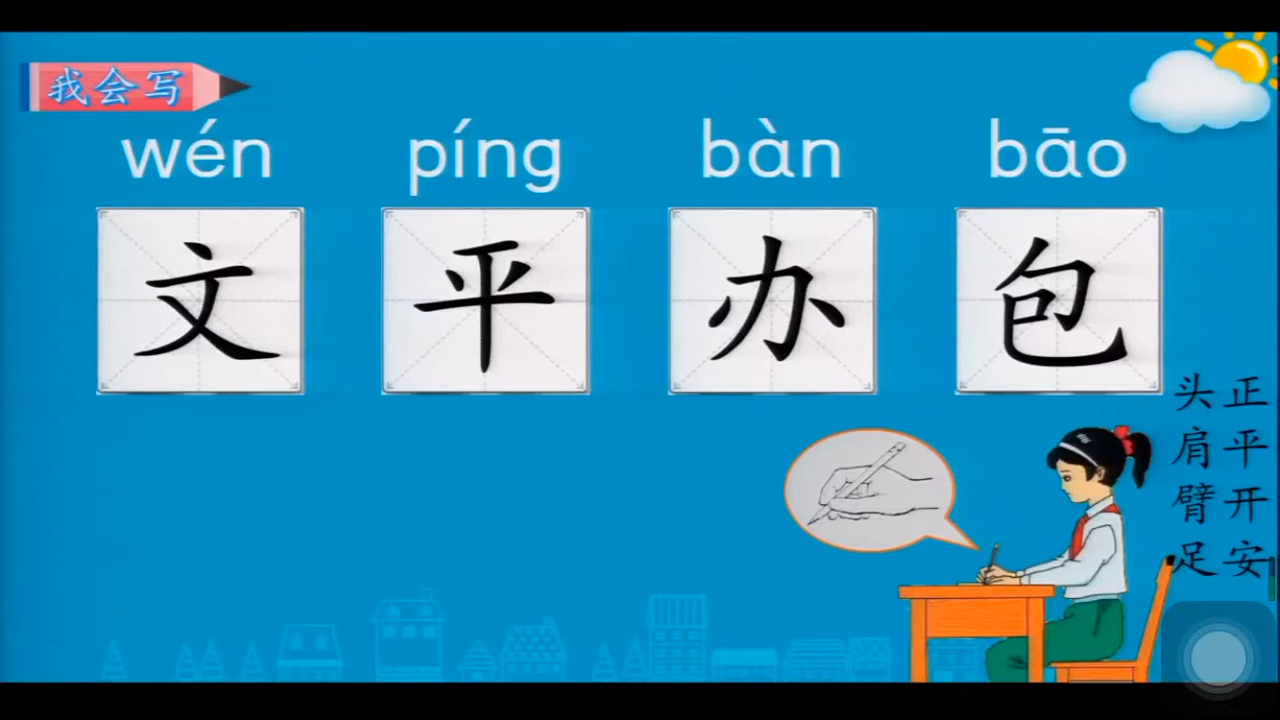 我会写
wén píng bàn bāo
文 平 办 包
头正
肩平
臂开
足安